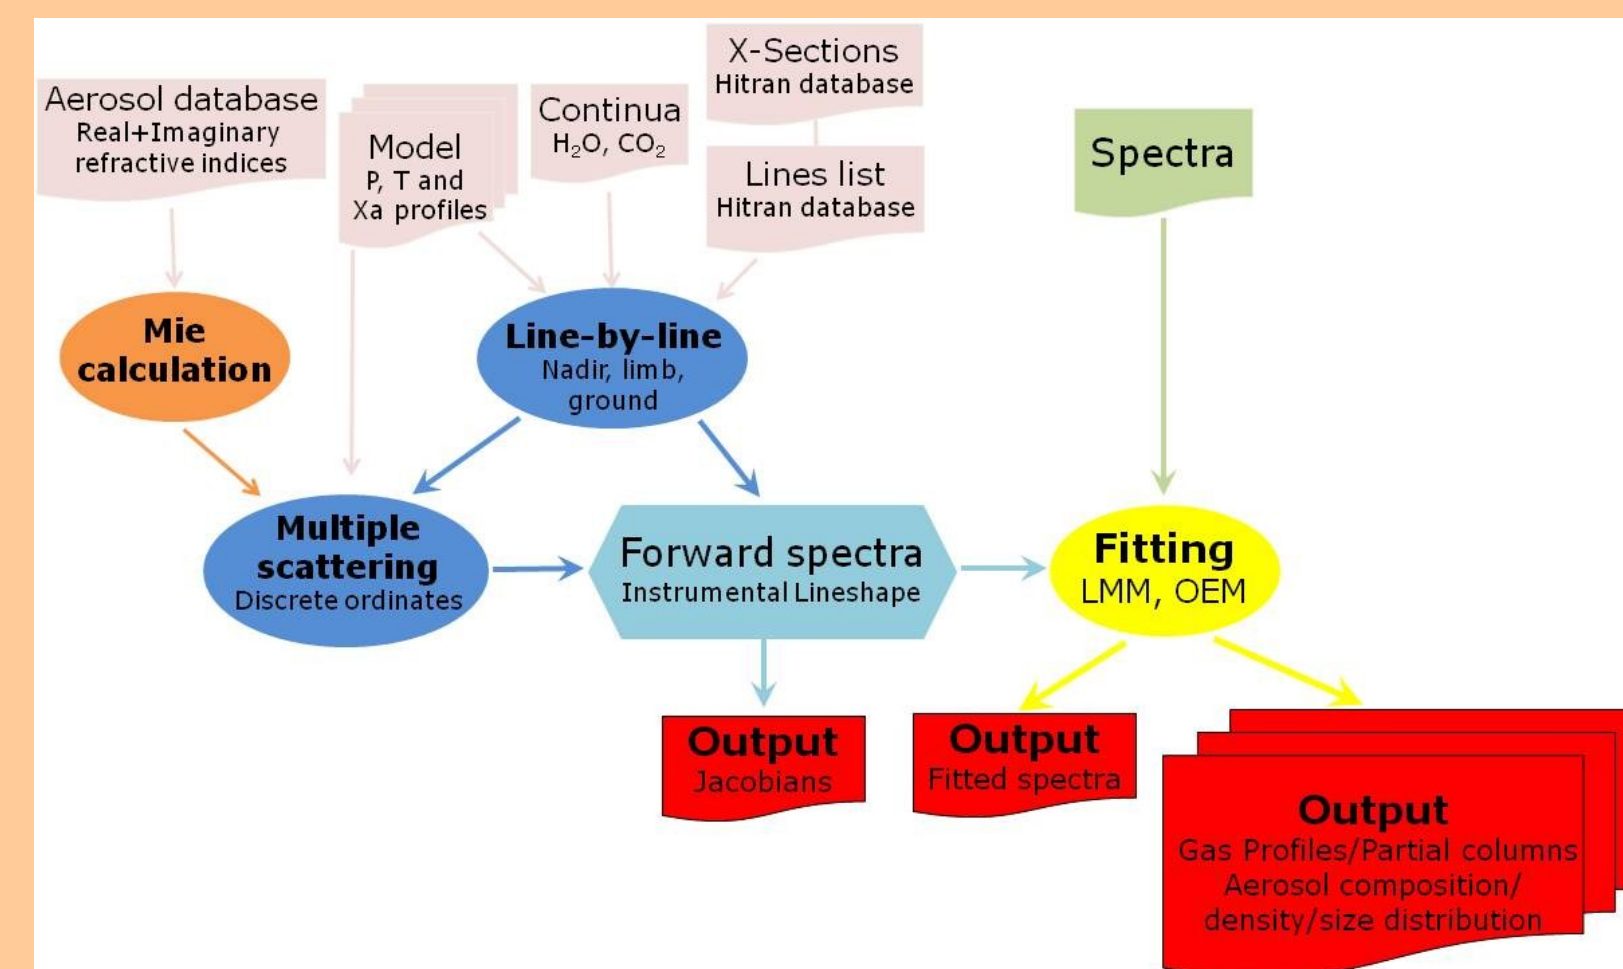 X-Sections
Hitran database
Aerosol database
Real+Imaginary
refractive indices
Model
P, T and
Xa profiles
Continua
H₂O, CO₂
Lines list
Hitran database
Spectra
Mie
calculation
Line-by-line
Nadir, limb,
ground
Multiple
scattering
Discrete ordinates
Forward spectra
Instrumental Lineshape
Fitting
LMM, OEM
Output
Jacobians
Output
Fitted spectra
Output
Gas Profiles/Partial columns
Aerosol composition/
density/size distribution